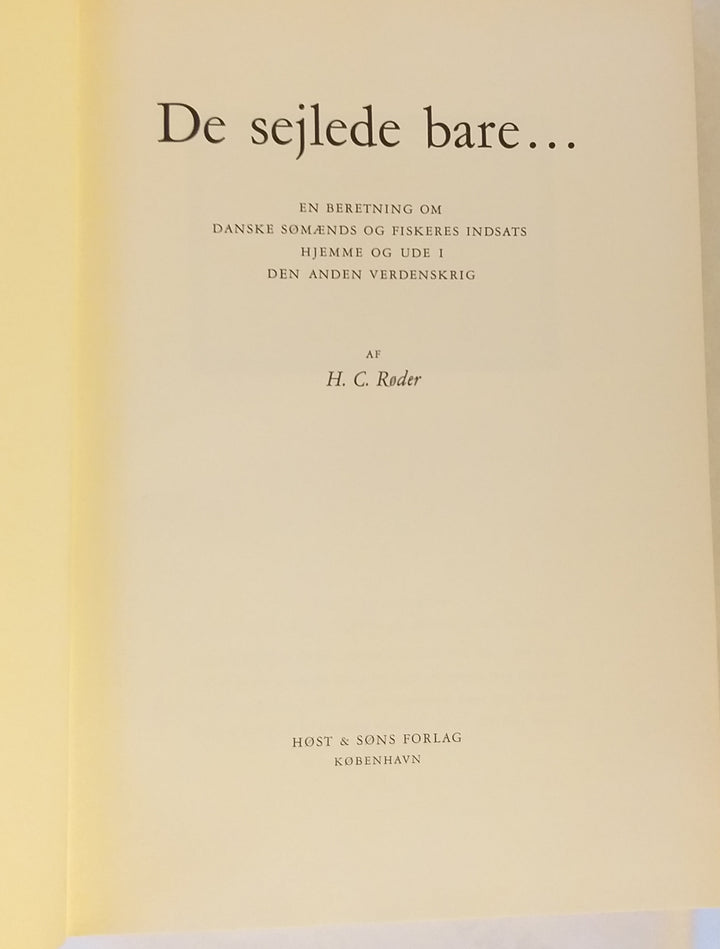 De sejlede bare...
EN BERETNING OM
DANSKE SØMÆNDS OG FISKERES INDSATS
HJEMME OG UDE I
DEN ANDEN VERDENSKRIG
AF
H. C. Røder
HØST & SØNS FORLAG
KØBENHAVN